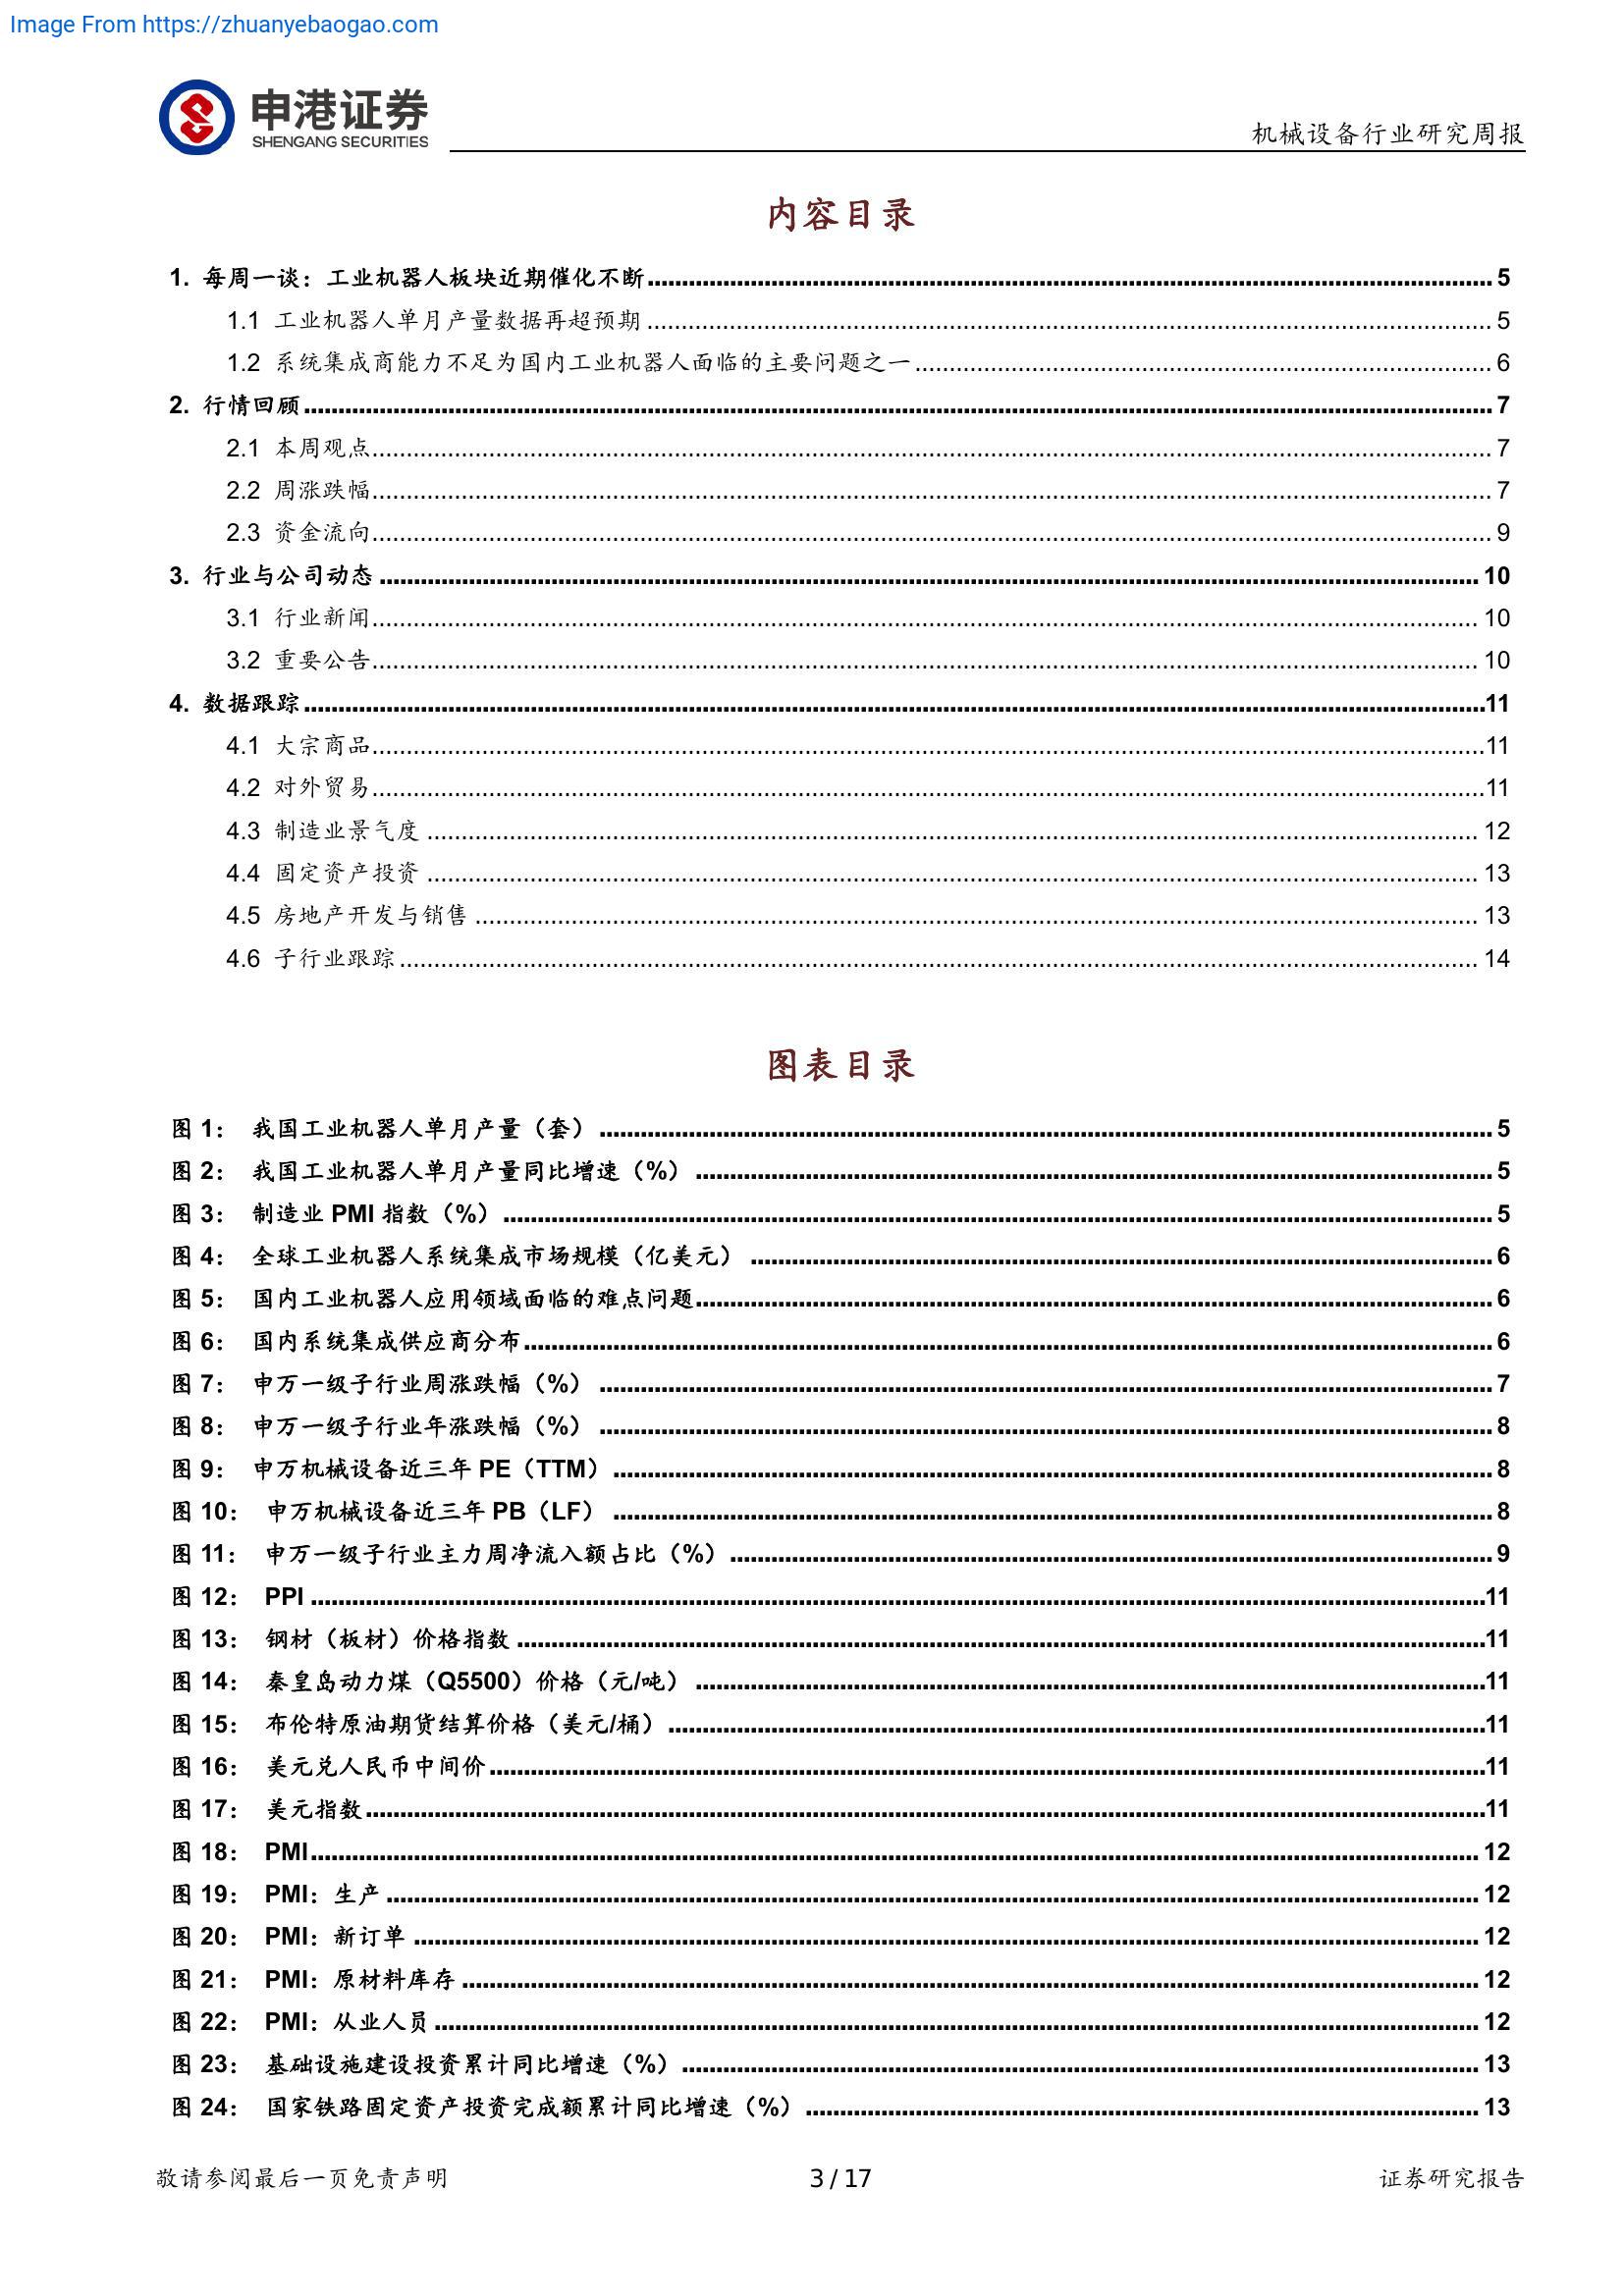 Image From https://zhuanyebaogao.com
申港证券
SHENGANG SECURITIES
机械设备行业研究周报
内容目录
1. 每周一谈：工业机器人板块近期催化不断 5
1.1 工业机器人单月产量数据再超预期 5
1.2 系统集成商能力不足为国内工业机器人面临的主要问题之一 6
2. 行情回顾 7
2.1 本周观点 7
2.2 周涨跌幅 7
2.3 资金流向 9
3. 行业与公司动态 10
3.1 行业新闻 10
3.2 重要公告 10
4. 数据跟踪 11
4.1 大宗商品 11
4.2 对外贸易 11
4.3 制造业景气度 12
4.4 固定资产投资 13
4.5 房地产开发与销售 13
4.6 子行业跟踪 14
图表目录
图 1： 我国工业机器人单月产量（套） 5
图 2： 我国工业机器人单月产量同比增速（%） 5
图 3： 制造业 PMI 指数（%） 5
图 4： 全球工业机器人系统集成市场规模（亿美元） 6
图 5： 国内工业机器人应用领域面临的难点问题 6
图 6： 国内系统集成供应商分布 6
图 7： 申万一级子行业周涨跌幅（%） 7
图 8： 申万一级子行业年涨跌幅（%） 8
图 9： 申万机械设备近三年 PE（TTM） 8
图 10： 申万机械设备近三年 PB（LF） 8
图 11： 申万一级子行业主力周净流入额占比（%） 9
图 12： PPI 11
图 13： 钢材（板材）价格指数 11
图 14： 秦皇岛动力煤（Q5500）价格（元/吨） 11
图 15： 布伦特原油期货结算价格（美元/桶） 11
图 16： 美元兑人民币中间价 11
图 17： 美元指数 11
图 18： PMI 12
图 19： PMI：生产 12
图 20： PMI：新订单 12
图 21： PMI：原材料库存 12
图 22： PMI：从业人员 12
图 23： 基础设施建设投资累计同比增速（%） 13
图 24： 国家铁路固定资产投资完成额累计同比增速（%） 13
敬请参阅最后一页免责声明
3 / 17
证券研究报告